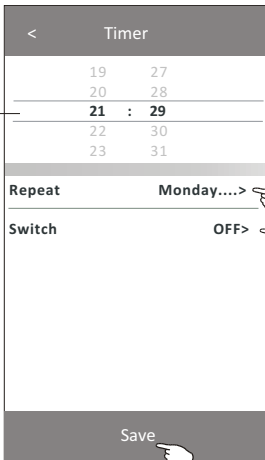 < Timer
19 27
20 28
21 : 29
22 30
23 31
Repeat Monday....>
Switch OFF>
Save